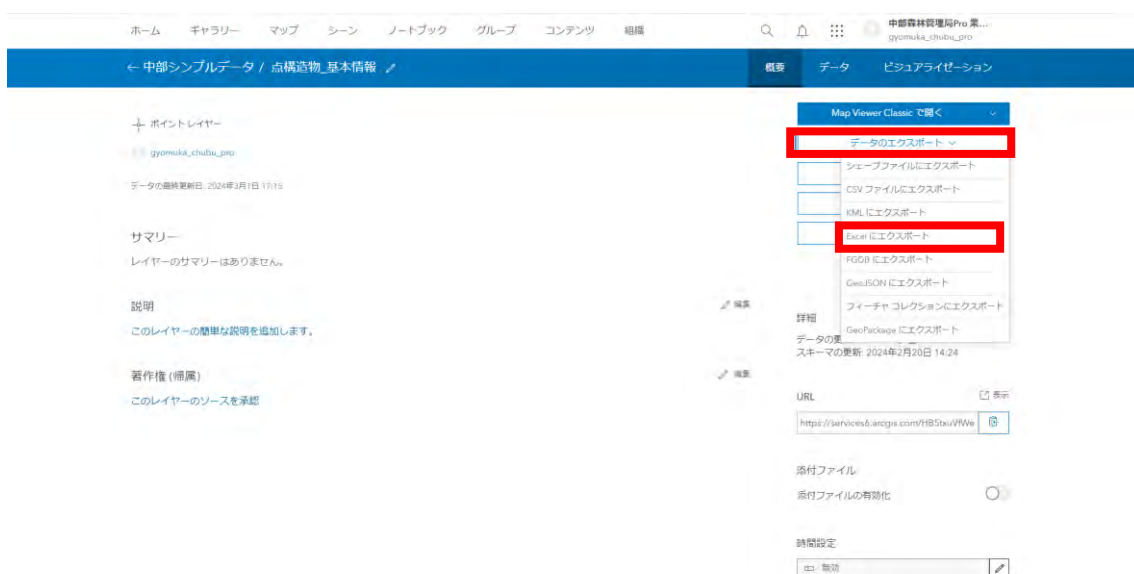 ホーム ギャラリー マップ シーン ノートブック グループ コンテンツ 組織
中部森林管理局Pro 業...
gyomuka_chubu_pro
← 中部シンプルデータ / 点構造物_基本情報
概要 データ ビジュアライゼーション
ポイントレイヤー
gyomuka_chubu_pro
データの最終更新日: 2024年3月1日 17:15
サマリー
レイヤーのサマリーはありません。
説明
編集
このレイヤーの簡単な説明を追加します。
著作権 (帰属)
編集
このレイヤーのソースを承認
Map Viewer Classic で開く
データのエクスポート
シェープファイルにエクスポート
CSV ファイルにエクスポート
KML にエクスポート
Excel にエクスポート
FGDB にエクスポート
GeoJSON にエクスポート
フィーチャ コレクションにエクスポート
GeoPackage にエクスポート
詳細
データの更
スキーマの更新: 2024年2月20日 14:24
URL
表示
https://services6.arcgis.com/
添付ファイル
添付ファイルの有効化
時間設定
無効